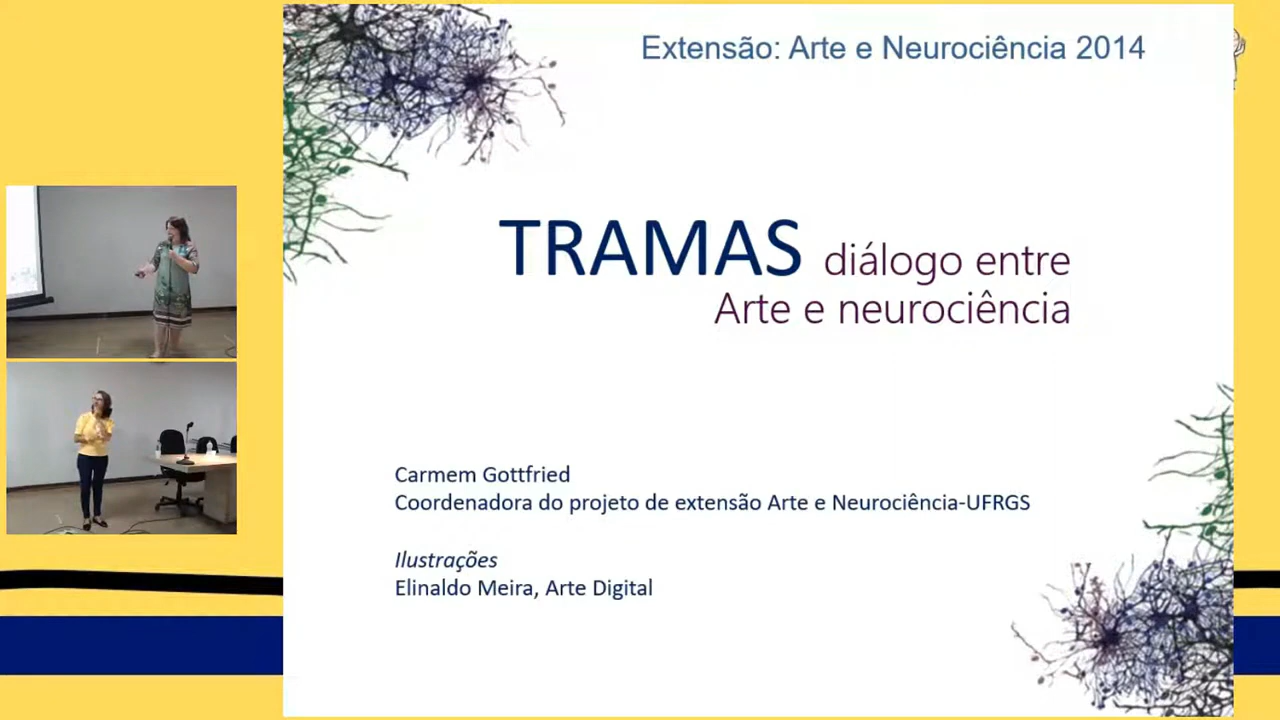 Extensão: Arte e Neurociência 2014
TRAMAS diálogo entre
Arte e neurociência
Carmem Gottfried
Coordenadora do projeto de extensão Arte e Neurociência-UFRGS
Ilustrações
Elinaldo Meira, Arte Digital